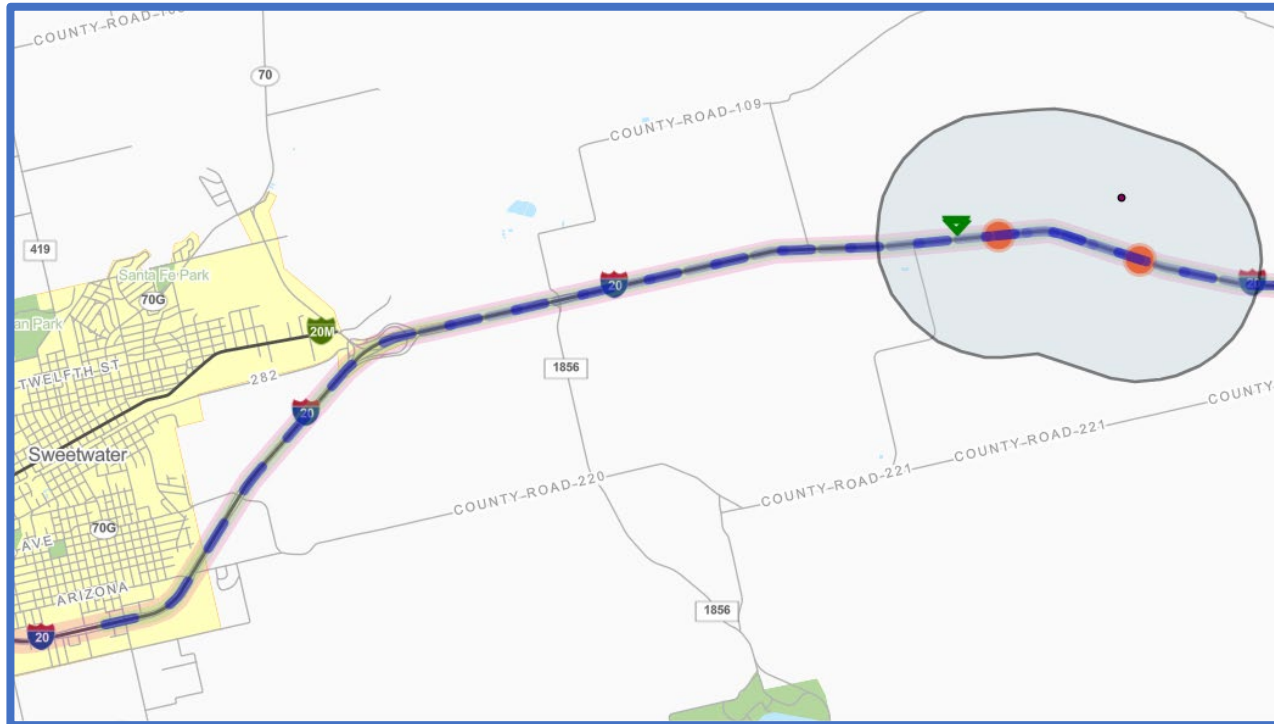 COUNTY-ROAD-10
70
COUNTY-ROAD-109
419
Santa Fe Park
70G
an Park
20M
20
20
TWELFTH ST
282
1856
20
Sweetwater
COUNTY
COUNTY-ROAD-221
COUNTY-ROAD-220
COUNTY-ROAD-221
70G
AVE
ARIZONA
1856
20